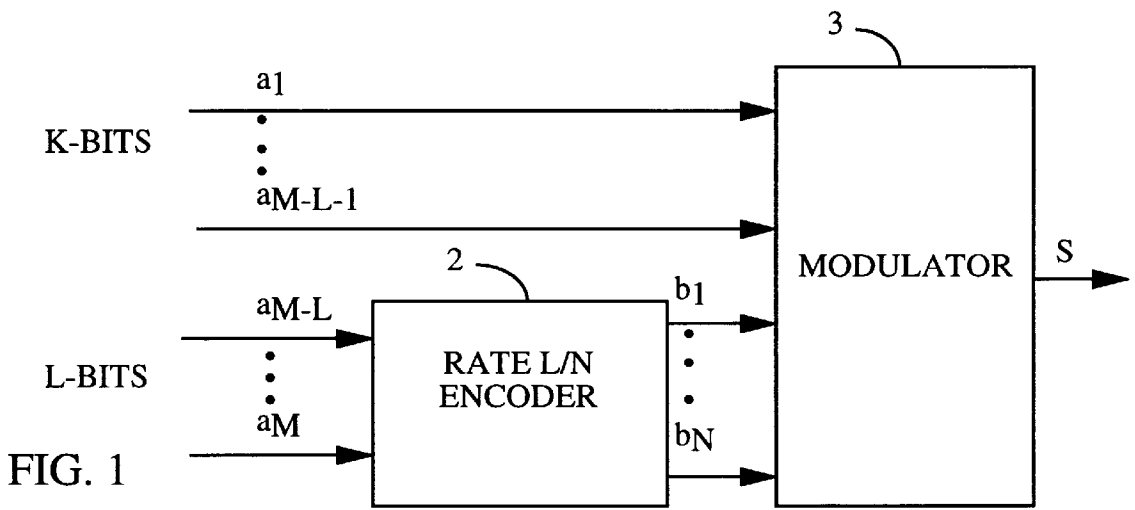 3
a1
K-BITS
aM-L-1
MODULATOR
S
2
b1
aM-L
RATE L/N
ENCODER
L-BITS
aM
bN
FIG. 1